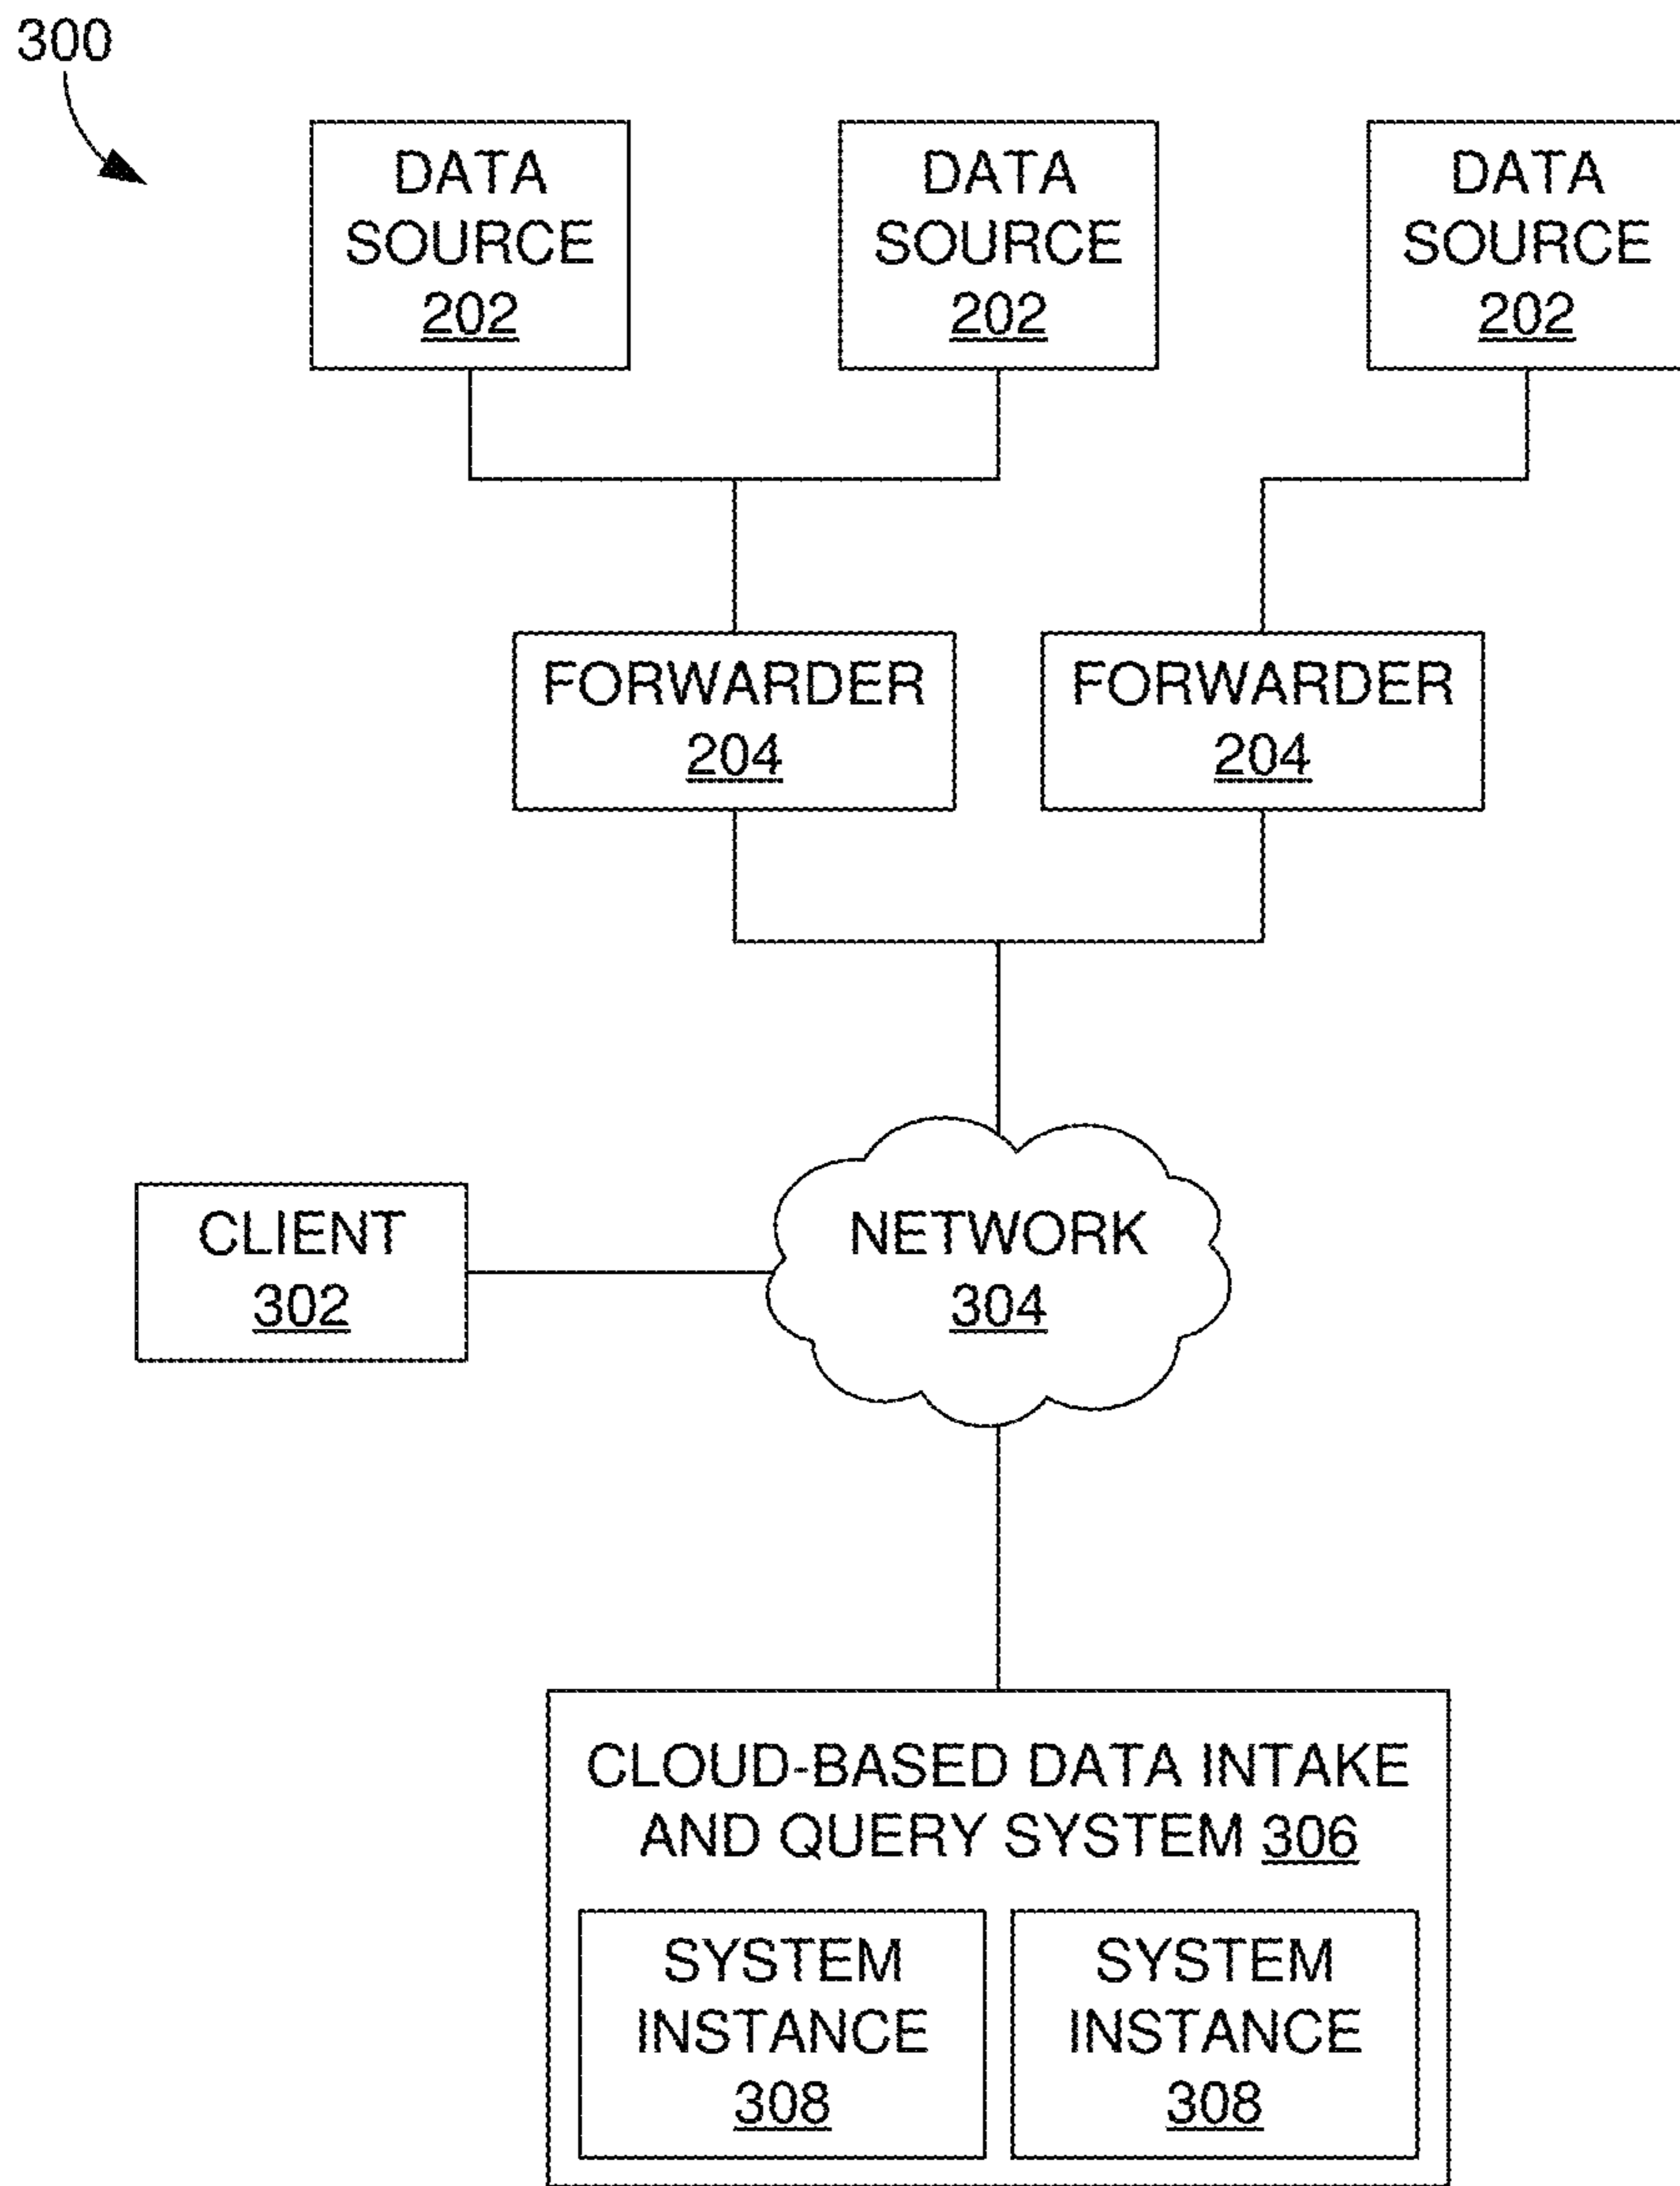 300
DATA
SOURCE
202
DATA
SOURCE
202
DATA
SOURCE
202
FORWARDER
204
FORWARDER
204
CLIENT
302
NETWORK
304
CLOUD-BASED DATA INTAKE
AND QUERY SYSTEM 306
SYSTEM
INSTANCE
308
SYSTEM
INSTANCE
308